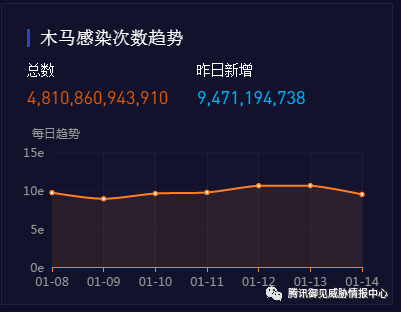 木马感染次数趋势
总数 昨日新增
4,810,860,943,910 9,471,194,738
每日趋势
15e
10e
5e
0e
01-08 01-09 01-10 01-11 01-12 01-13 01-14
腾讯御见威胁情报中心